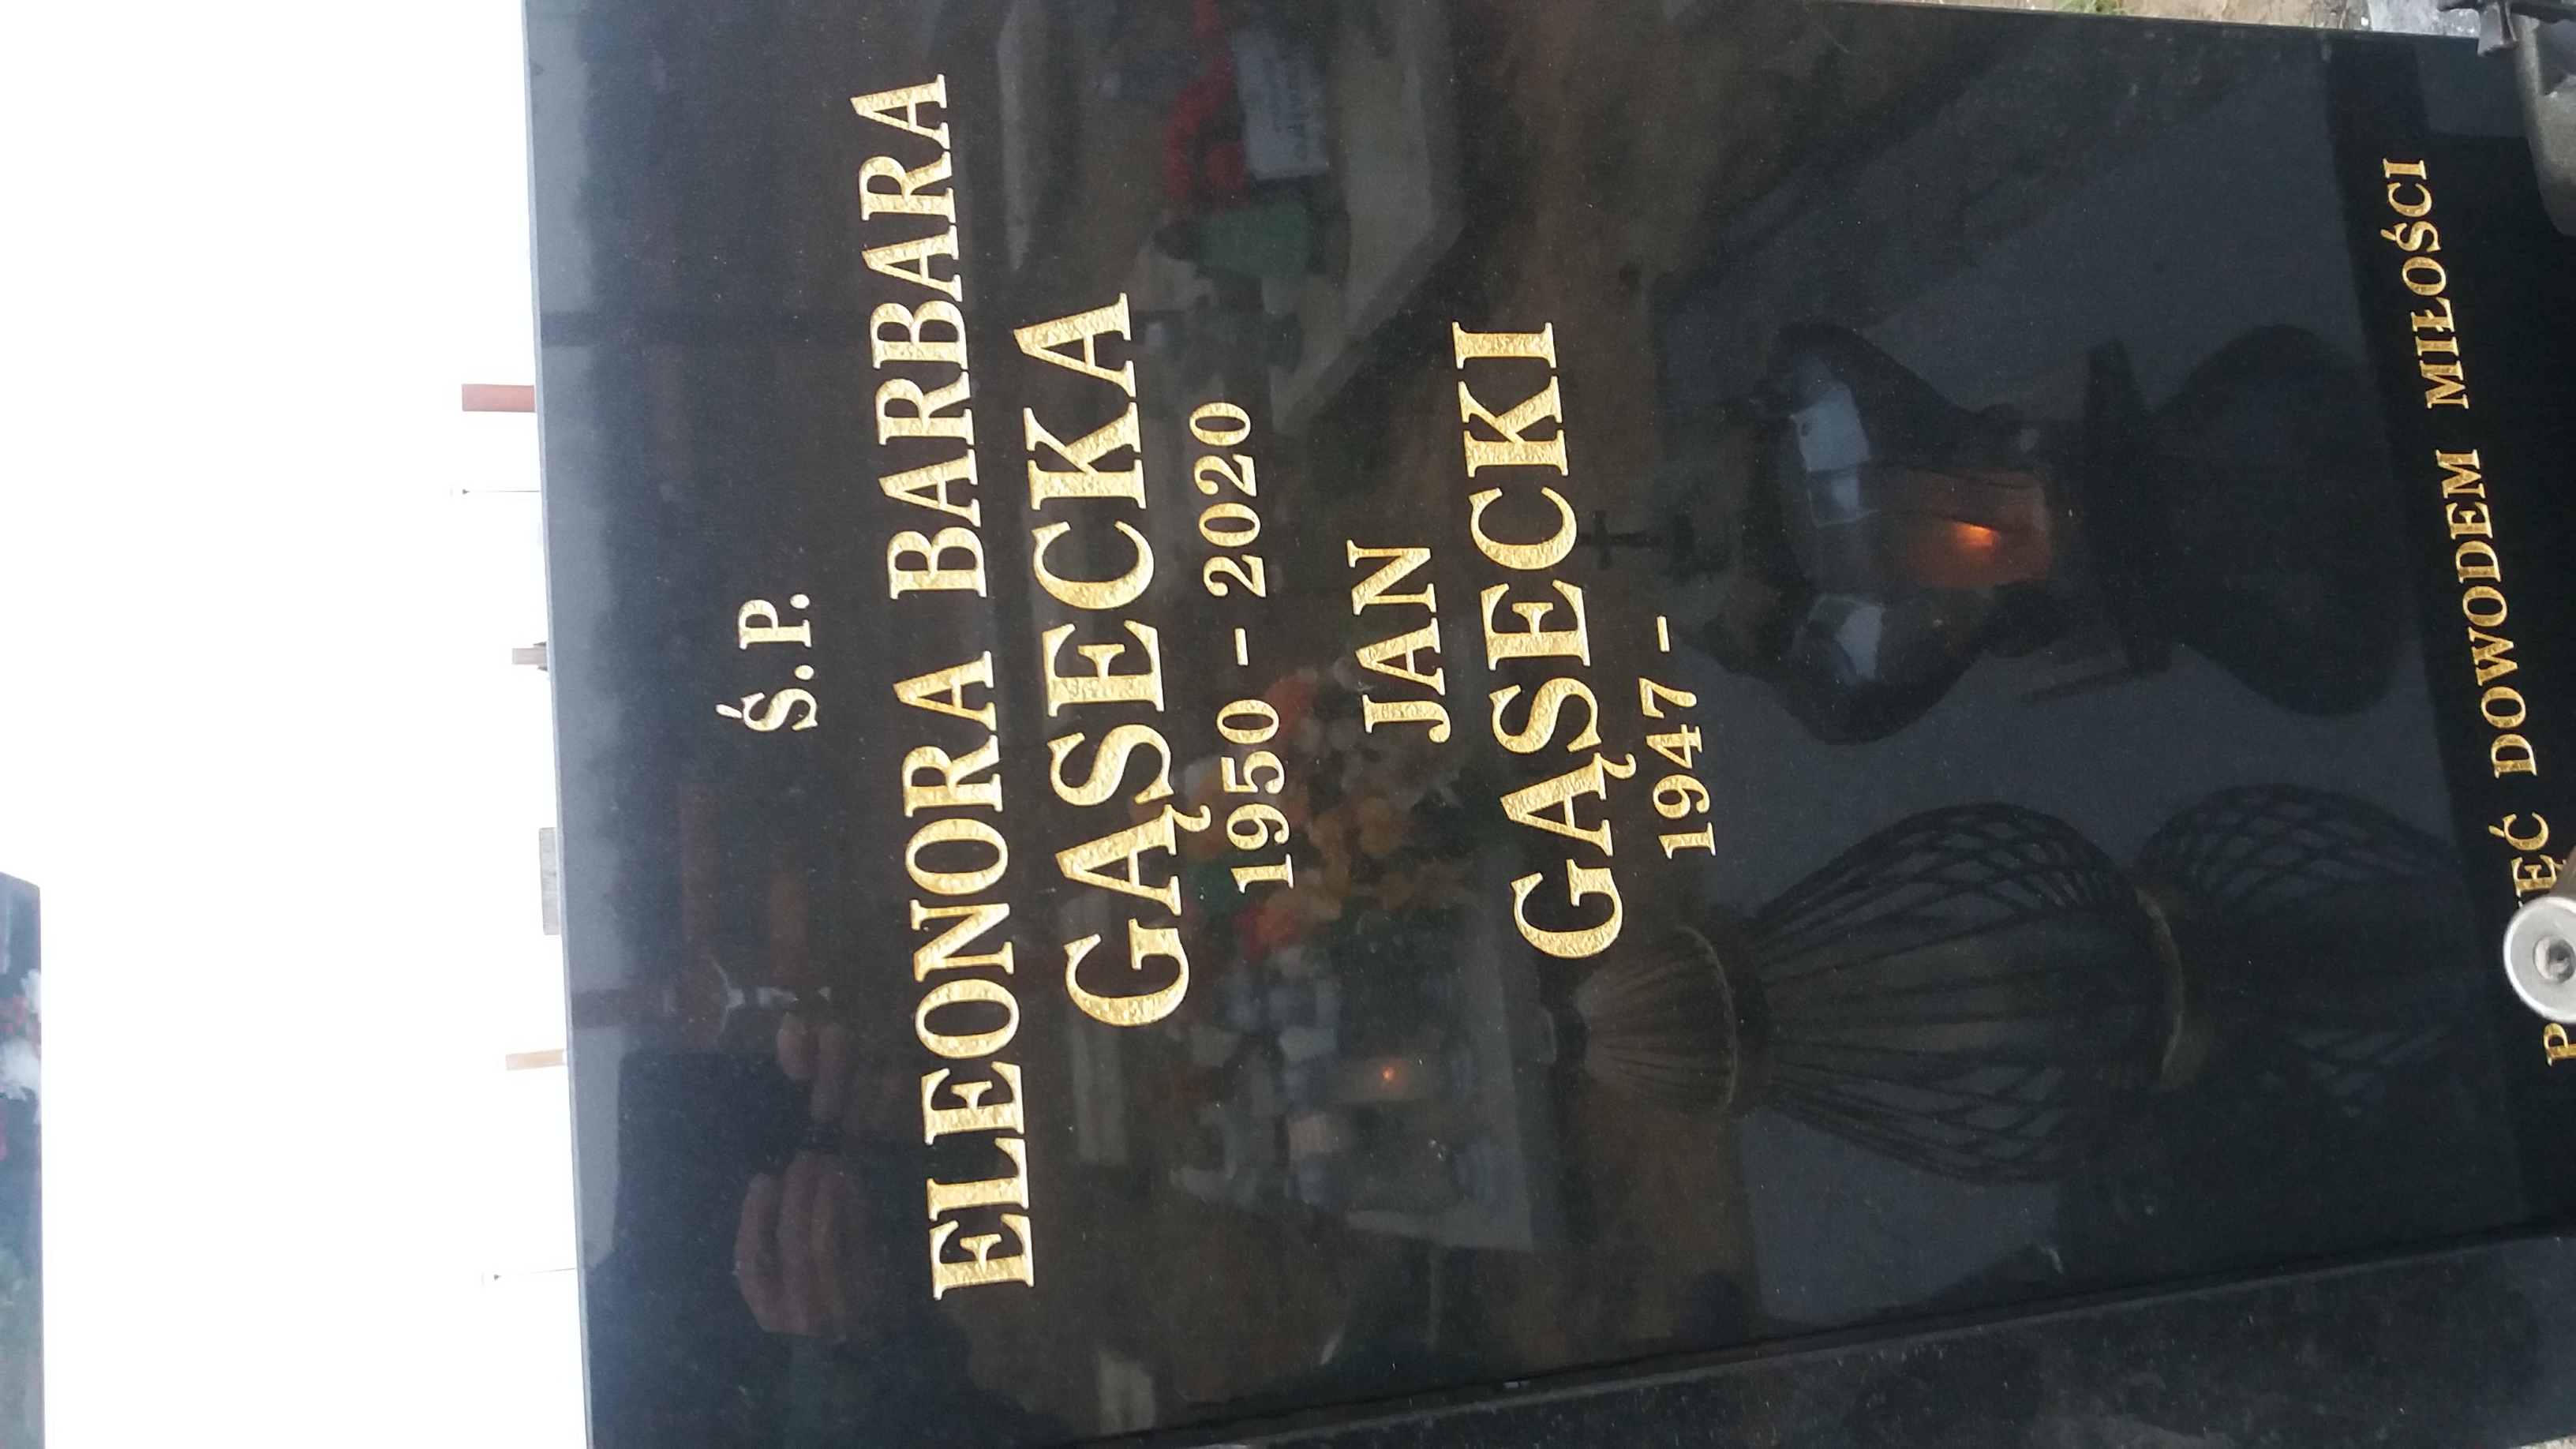 Ś.P.
ELEONORA BARBARA
GĄSECKA
1950 - 2020
JAN
GĄSECKI
1947 -
DOWODEM MIŁOŚCI